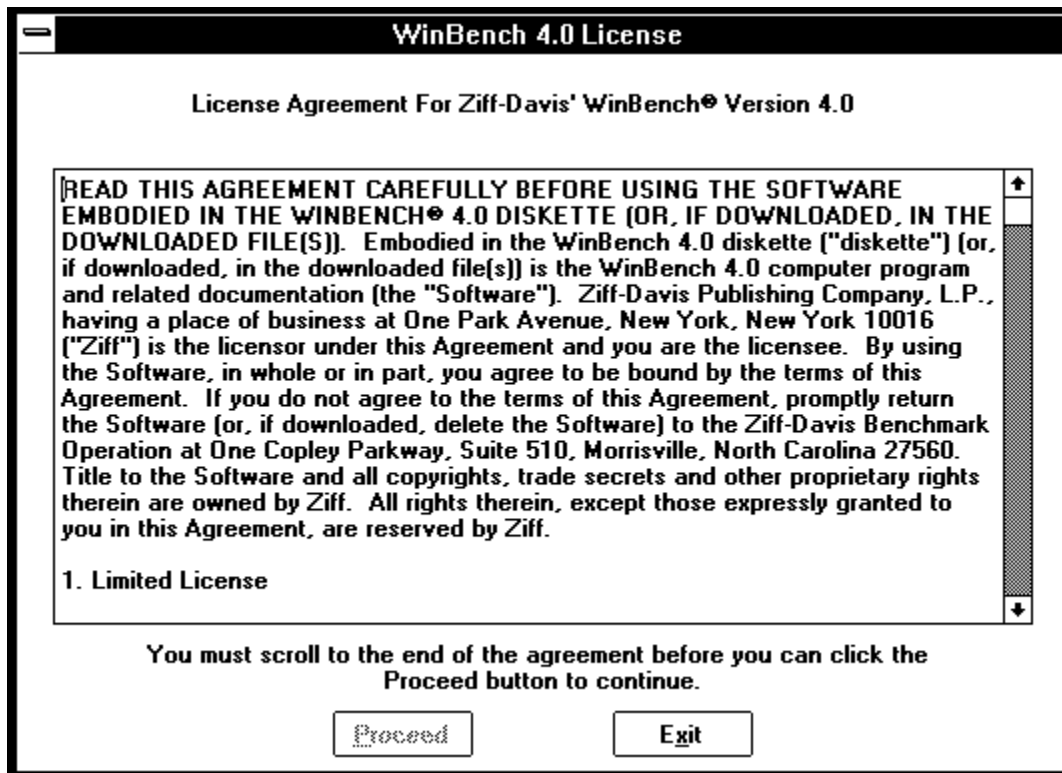 WinBench 4.0 License
License Agreement For Ziff-Davis' WinBench® Version 4.0
READ THIS AGREEMENT CAREFULLY BEFORE USING THE SOFTWARE
EMBODIED IN THE WINBENCH® 4.0 DISKETTE (OR, IF DOWNLOADED, IN THE
DOWNLOADED FILE(S)).  Embodied in the WinBench 4.0 diskette ("diskette") (or,
if downloaded, in the downloaded file(s)) is the WinBench 4.0 computer program
and related documentation (the "Software").  Ziff-Davis Publishing Company, L.P.,
having a place of business at One Park Avenue, New York, New York 10016
("Ziff") is the licensor under this Agreement and you are the licensee.  By using
the Software, in whole or in part, you agree to be bound by the terms of this
Agreement.  If you do not agree to the terms of this Agreement, promptly return
the Software (or, if downloaded, delete the Software) to the Ziff-Davis Benchmark
Operation at One Copley Parkway, Suite 510, Morrisville, North Carolina 27560.
Title to the Software and all copyrights, trade secrets and other proprietary rights
therein are owned by Ziff.  All rights therein, except those expressly granted to
you in this Agreement, are reserved by Ziff.
1. Limited License
You must scroll to the end of the agreement before you can click the
Proceed button to continue.
Proceed
Exit